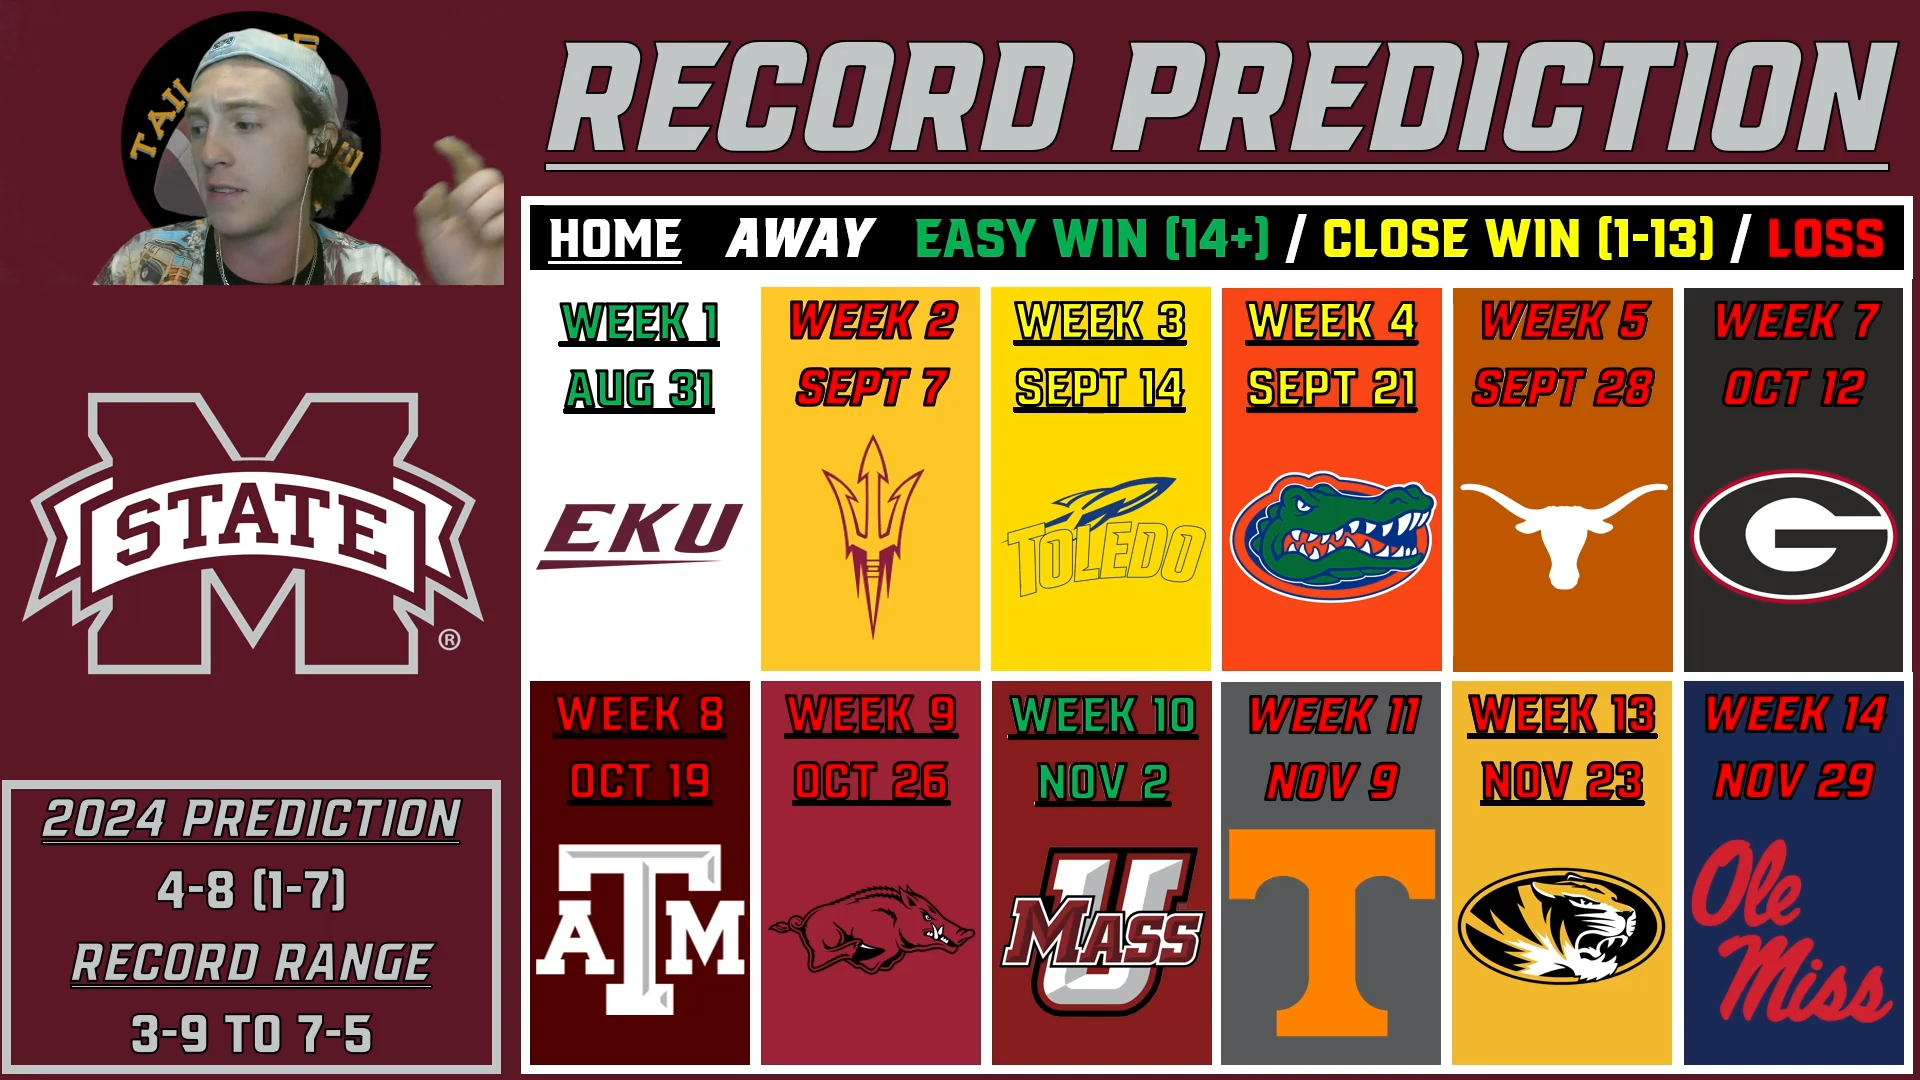 RECORD PREDICTION
HOME AWAY EASY WIN (14+) / CLOSE WIN (1-13) / LOSS
WEEK 1
AUG 31
EKU
WEEK 2
SEPT 7
WEEK 3
SEPT 14
TOLEDO
WEEK 4
SEPT 21
WEEK 5
SEPT 28
WEEK 7
OCT 12
G
STATE
M
®
WEEK 8
OCT 19
ATM
WEEK 9
OCT 26
WEEK 10
NOV 2
U
MASS
WEEK 11
NOV 9
T
WEEK 13
NOV 23
WEEK 14
NOV 29
Ole
Miss
2024 PREDICTION
4-8 (1-7)
RECORD RANGE
3-9 TO 7-5